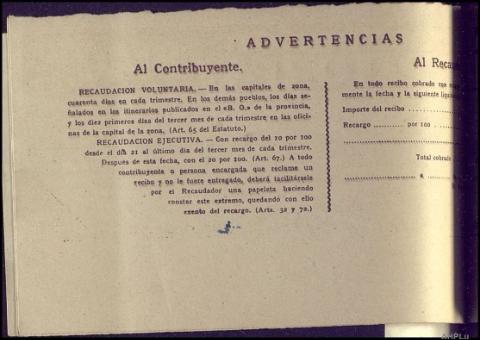 ADVERTENCIAS
Al Contribuyente.
RECAUDACION VOLUNTARIA. — En las capitales de zona,
cuarenta días en cada trimestre. En los demás pueblos, los días se-
ñalados en los itinerarios publicados en el «B. O.» de la provincia,
y los diez primeros días del tercer mes de cada trimestre en las ofici-
nas de la capital de la zona. (Art. 65 del Estatuto.)
RECAUDACION EJECUTIVA. — Con recargo del 10 por 100
desde el día 21 al último día del tercer mes de cada trimestre.
Después de esta fecha, con el 20 por 100. (Art. 67.) A todo
contribuyente o persona encargada que reclame un
recibo y no le fuere entregado, deberá facilitársele
por el Recaudador una papeleta haciendo
constar este extremo, quedando con ello
exento del recargo. (Arts. 32 y 72.)
Al Reca
En todo recibo cobrado con
mente la fecha y la siguiente
Importe del recibo
Recargo por 100
Total cobrado
AHPLu